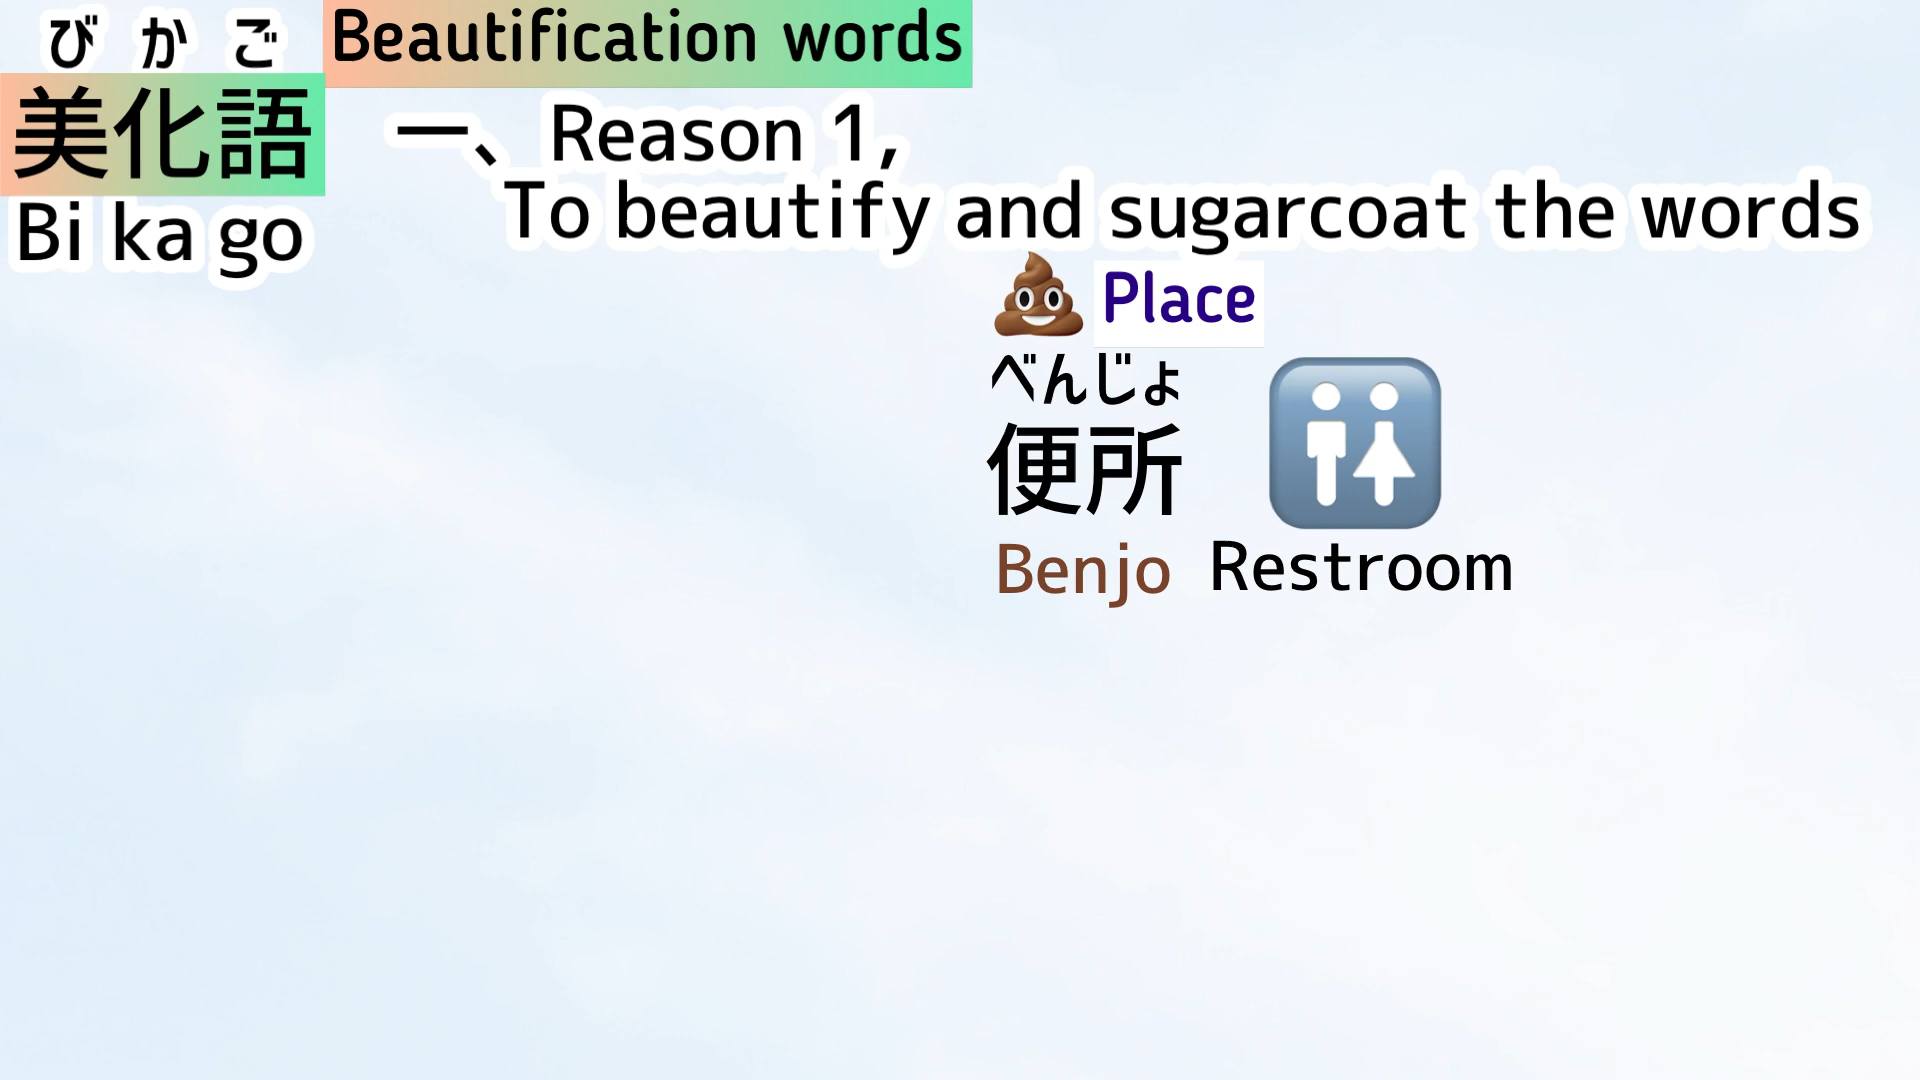 びかご
美化語
Bi ka go
Beautification words
一、Reason 1,
To beautify and sugarcoat the words
Place
べんじょ
便所
Benjo
Restroom